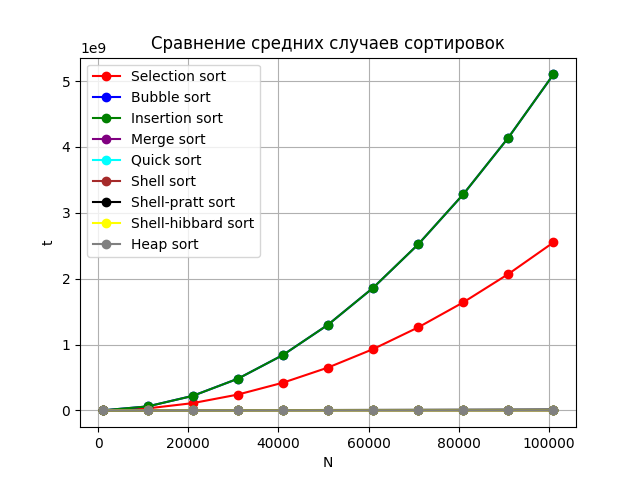 Сравнение средних случаев сортировок
1e9
Selection sort
Bubble sort
Insertion sort
Merge sort
Quick sort
Shell sort
Shell-pratt sort
Shell-hibbard sort
Heap sort
5
4
3
2
1
0
t
0 20000 40000 60000 80000 100000
N